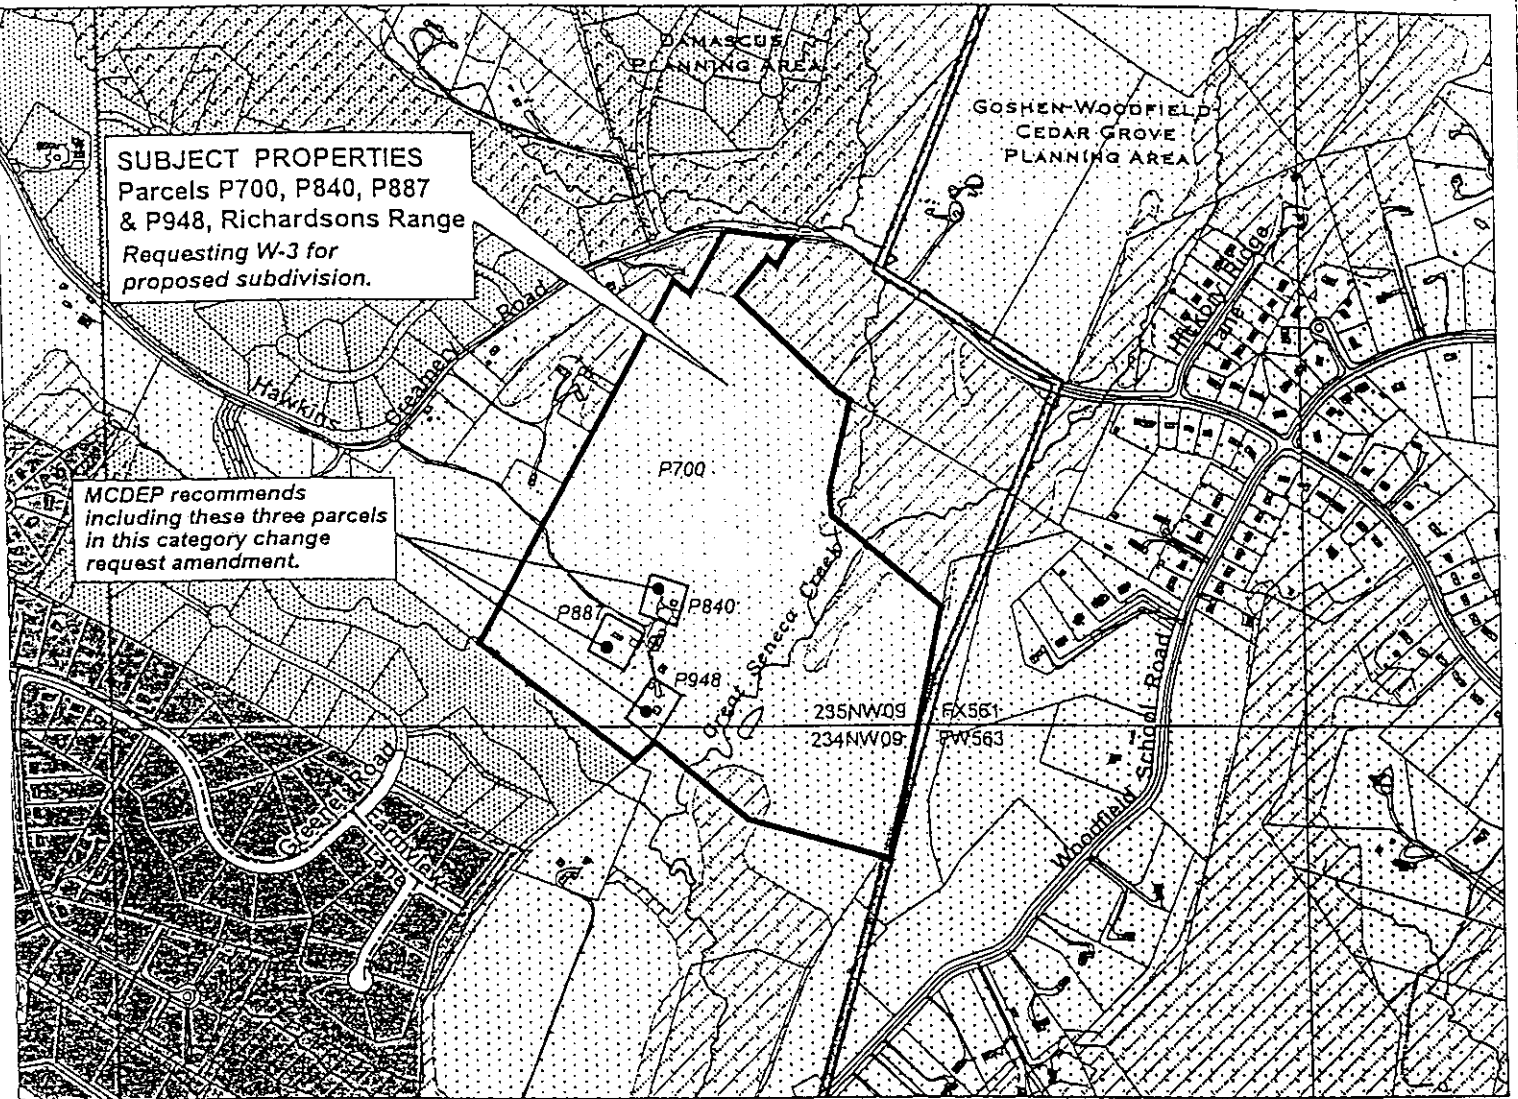 DAMASCUS
PLANNING AREA
GOSHEN-WOODFIELD-
CEDAR GROVE
PLANNING AREA
SUBJECT PROPERTIES
Parcels P700, P840, P887
& P948, Richardsons Range
Requesting W-3 for
proposed subdivision.
Hickory Ridge
Lane
Hawkins Creamery Road
P700
MCDEP recommends
including these three parcels
in this category change
request amendment.
P887
P840
P948
Great Seneca Creek
235NW09
FX561
234NW09
FW563
Woodfield School Road
Greenel Road
Farmview
Lane